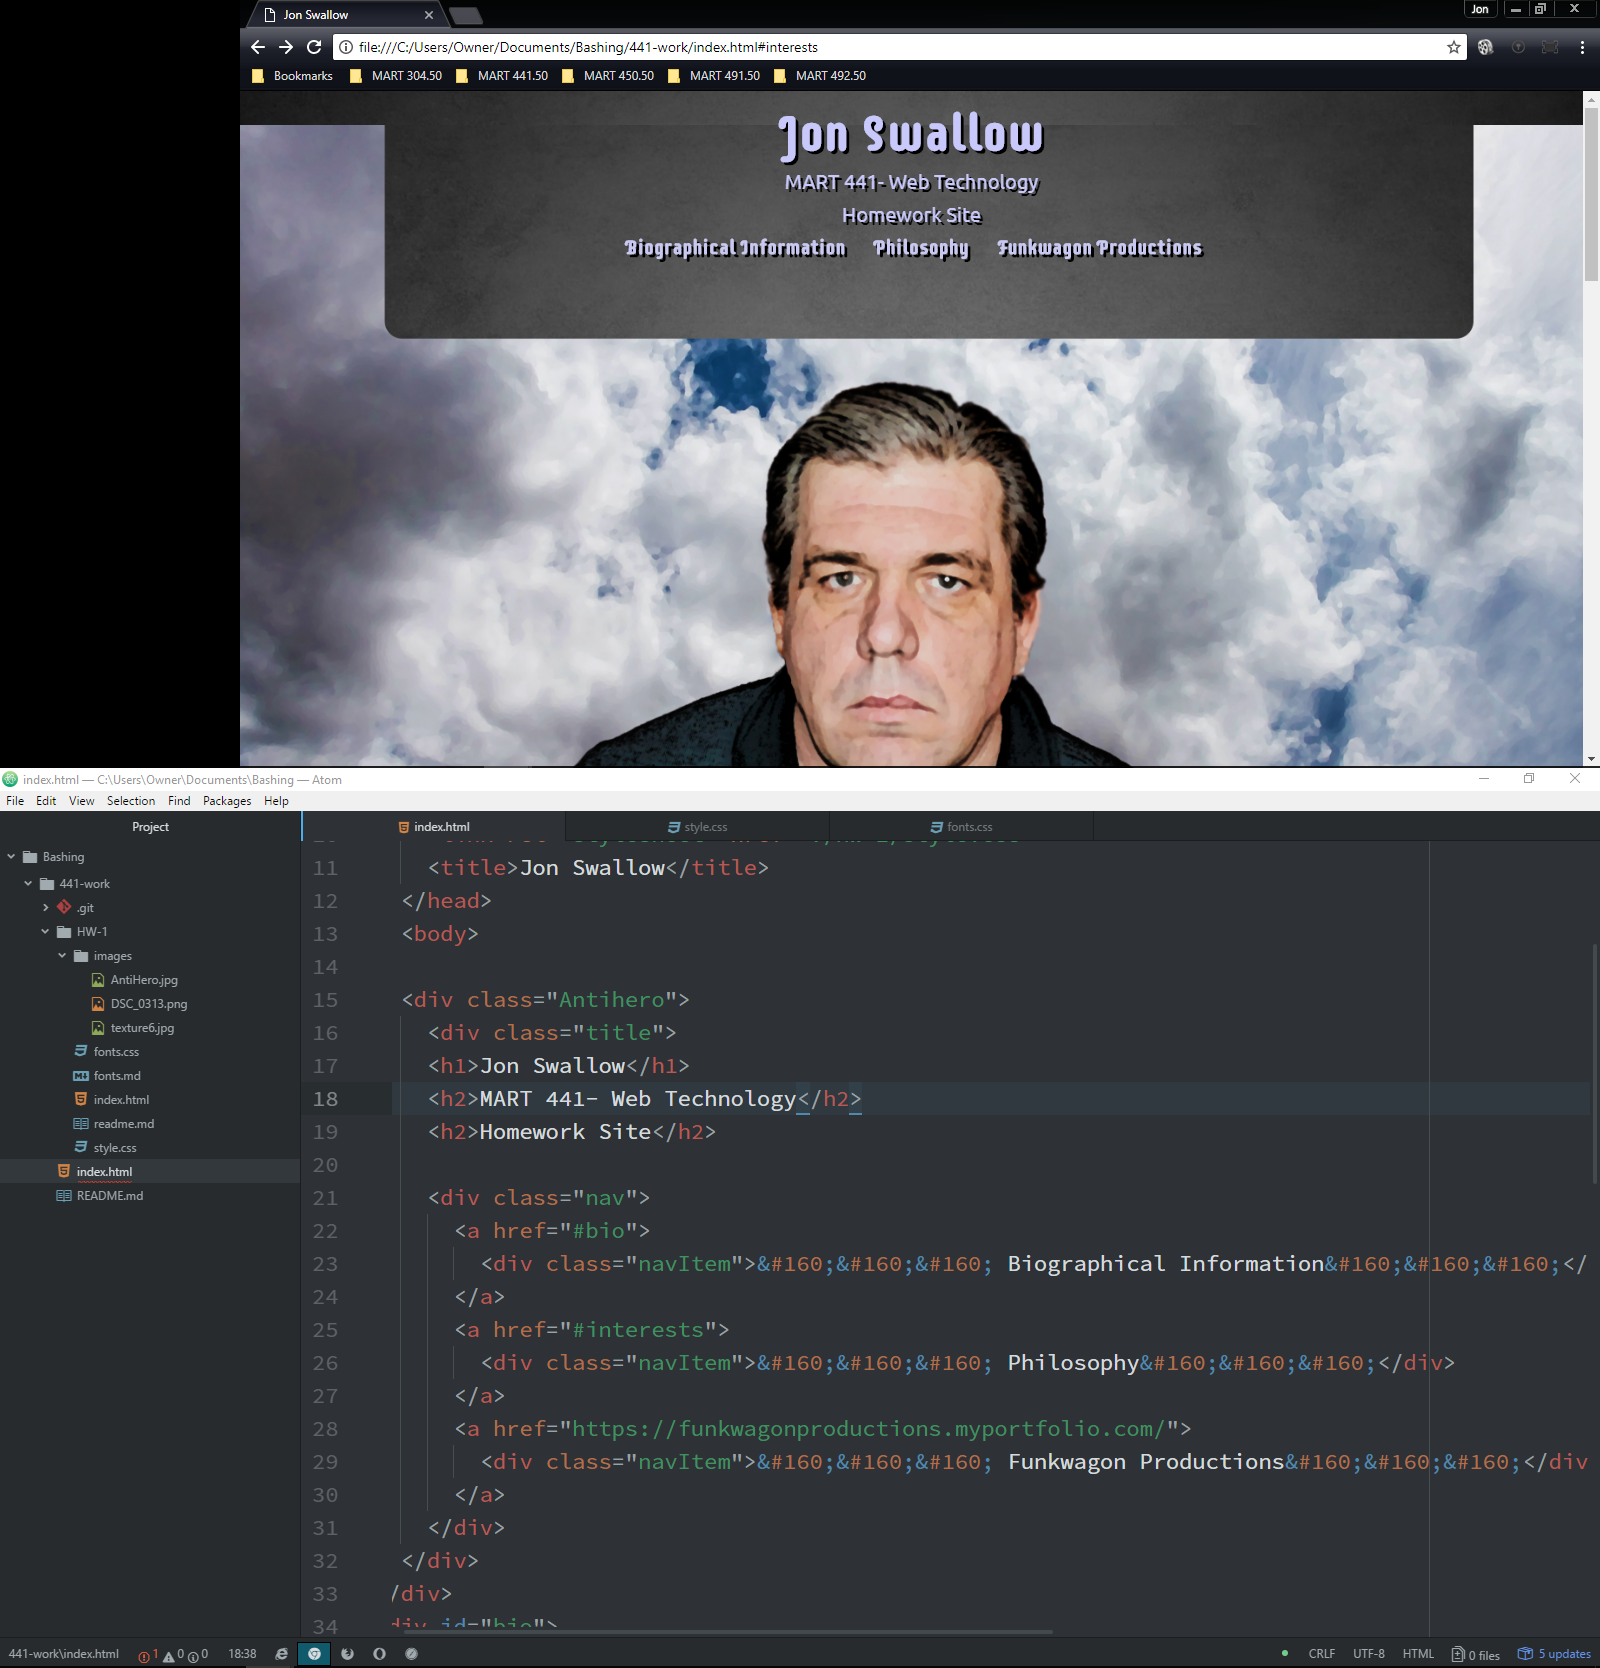 Jon Swallow
Jon
file:///C:/Users/Owner/Documents/Bashing/441-work/index.html#interests
Bookmarks MART 304.50 MART 441.50 MART 450.50 MART 491.50 MART 492.50
Jon Swallow
MART 441- Web Technology
Homework Site
Biographical Information Philosophy Funkwagon Productions
index.html — C:\Users\Owner\Documents\Bashing — Atom
File Edit View Selection Find Packages Help
Project
Bashing
441-work
.git
HW-1
images
AntiHero.jpg
DSC_0313.png
texture6.jpg
fonts.css
fonts.md
index.html
readme.md
style.css
index.html
README.md
index.html style.css fonts.css
11 <title>Jon Swallow</title>
12 </head>
13 <body>
14
15 <div class="Antihero">
16 <div class="title">
17 <h1>Jon Swallow</h1>
18 <h2>MART 441- Web Technology</h2>
19 <h2>Homework Site</h2>
20
21 <div class="nav">
22 <a href="#bio">
23 <div class="navItem">&#160;&#160;&#160; Biographical Information&#160;&#160;&#160;</
24 </a>
25 <a href="#interests">
26 <div class="navItem">&#160;&#160;&#160; Philosophy&#160;&#160;&#160;</div>
27 </a>
28 <a href="https://funkwagonproductions.myportfolio.com/">
29 <div class="navItem">&#160;&#160;&#160; Funkwagon Productions&#160;&#160;&#160;</div
30 </a>
31 </div>
32 </div>
33 /div>
34 div id="bio">
441-work\index.html 1 0 0 18:38 CRLF UTF-8 HTML 0 files 5 updates